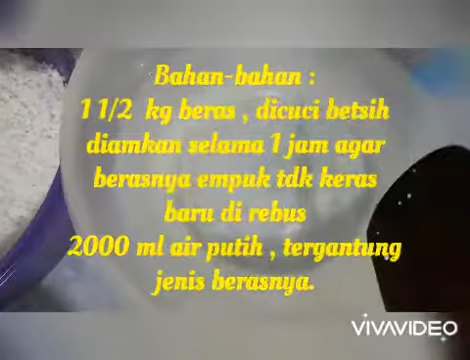 Bahan-bahan :
1 1/2 kg beras , dicuci betsih
diamkan selama 1 jam agar
berasnya empuk tdk keras
baru di rebus
2000 ml air putih , tergantung
jenis berasnya.
VIVAVIDEO